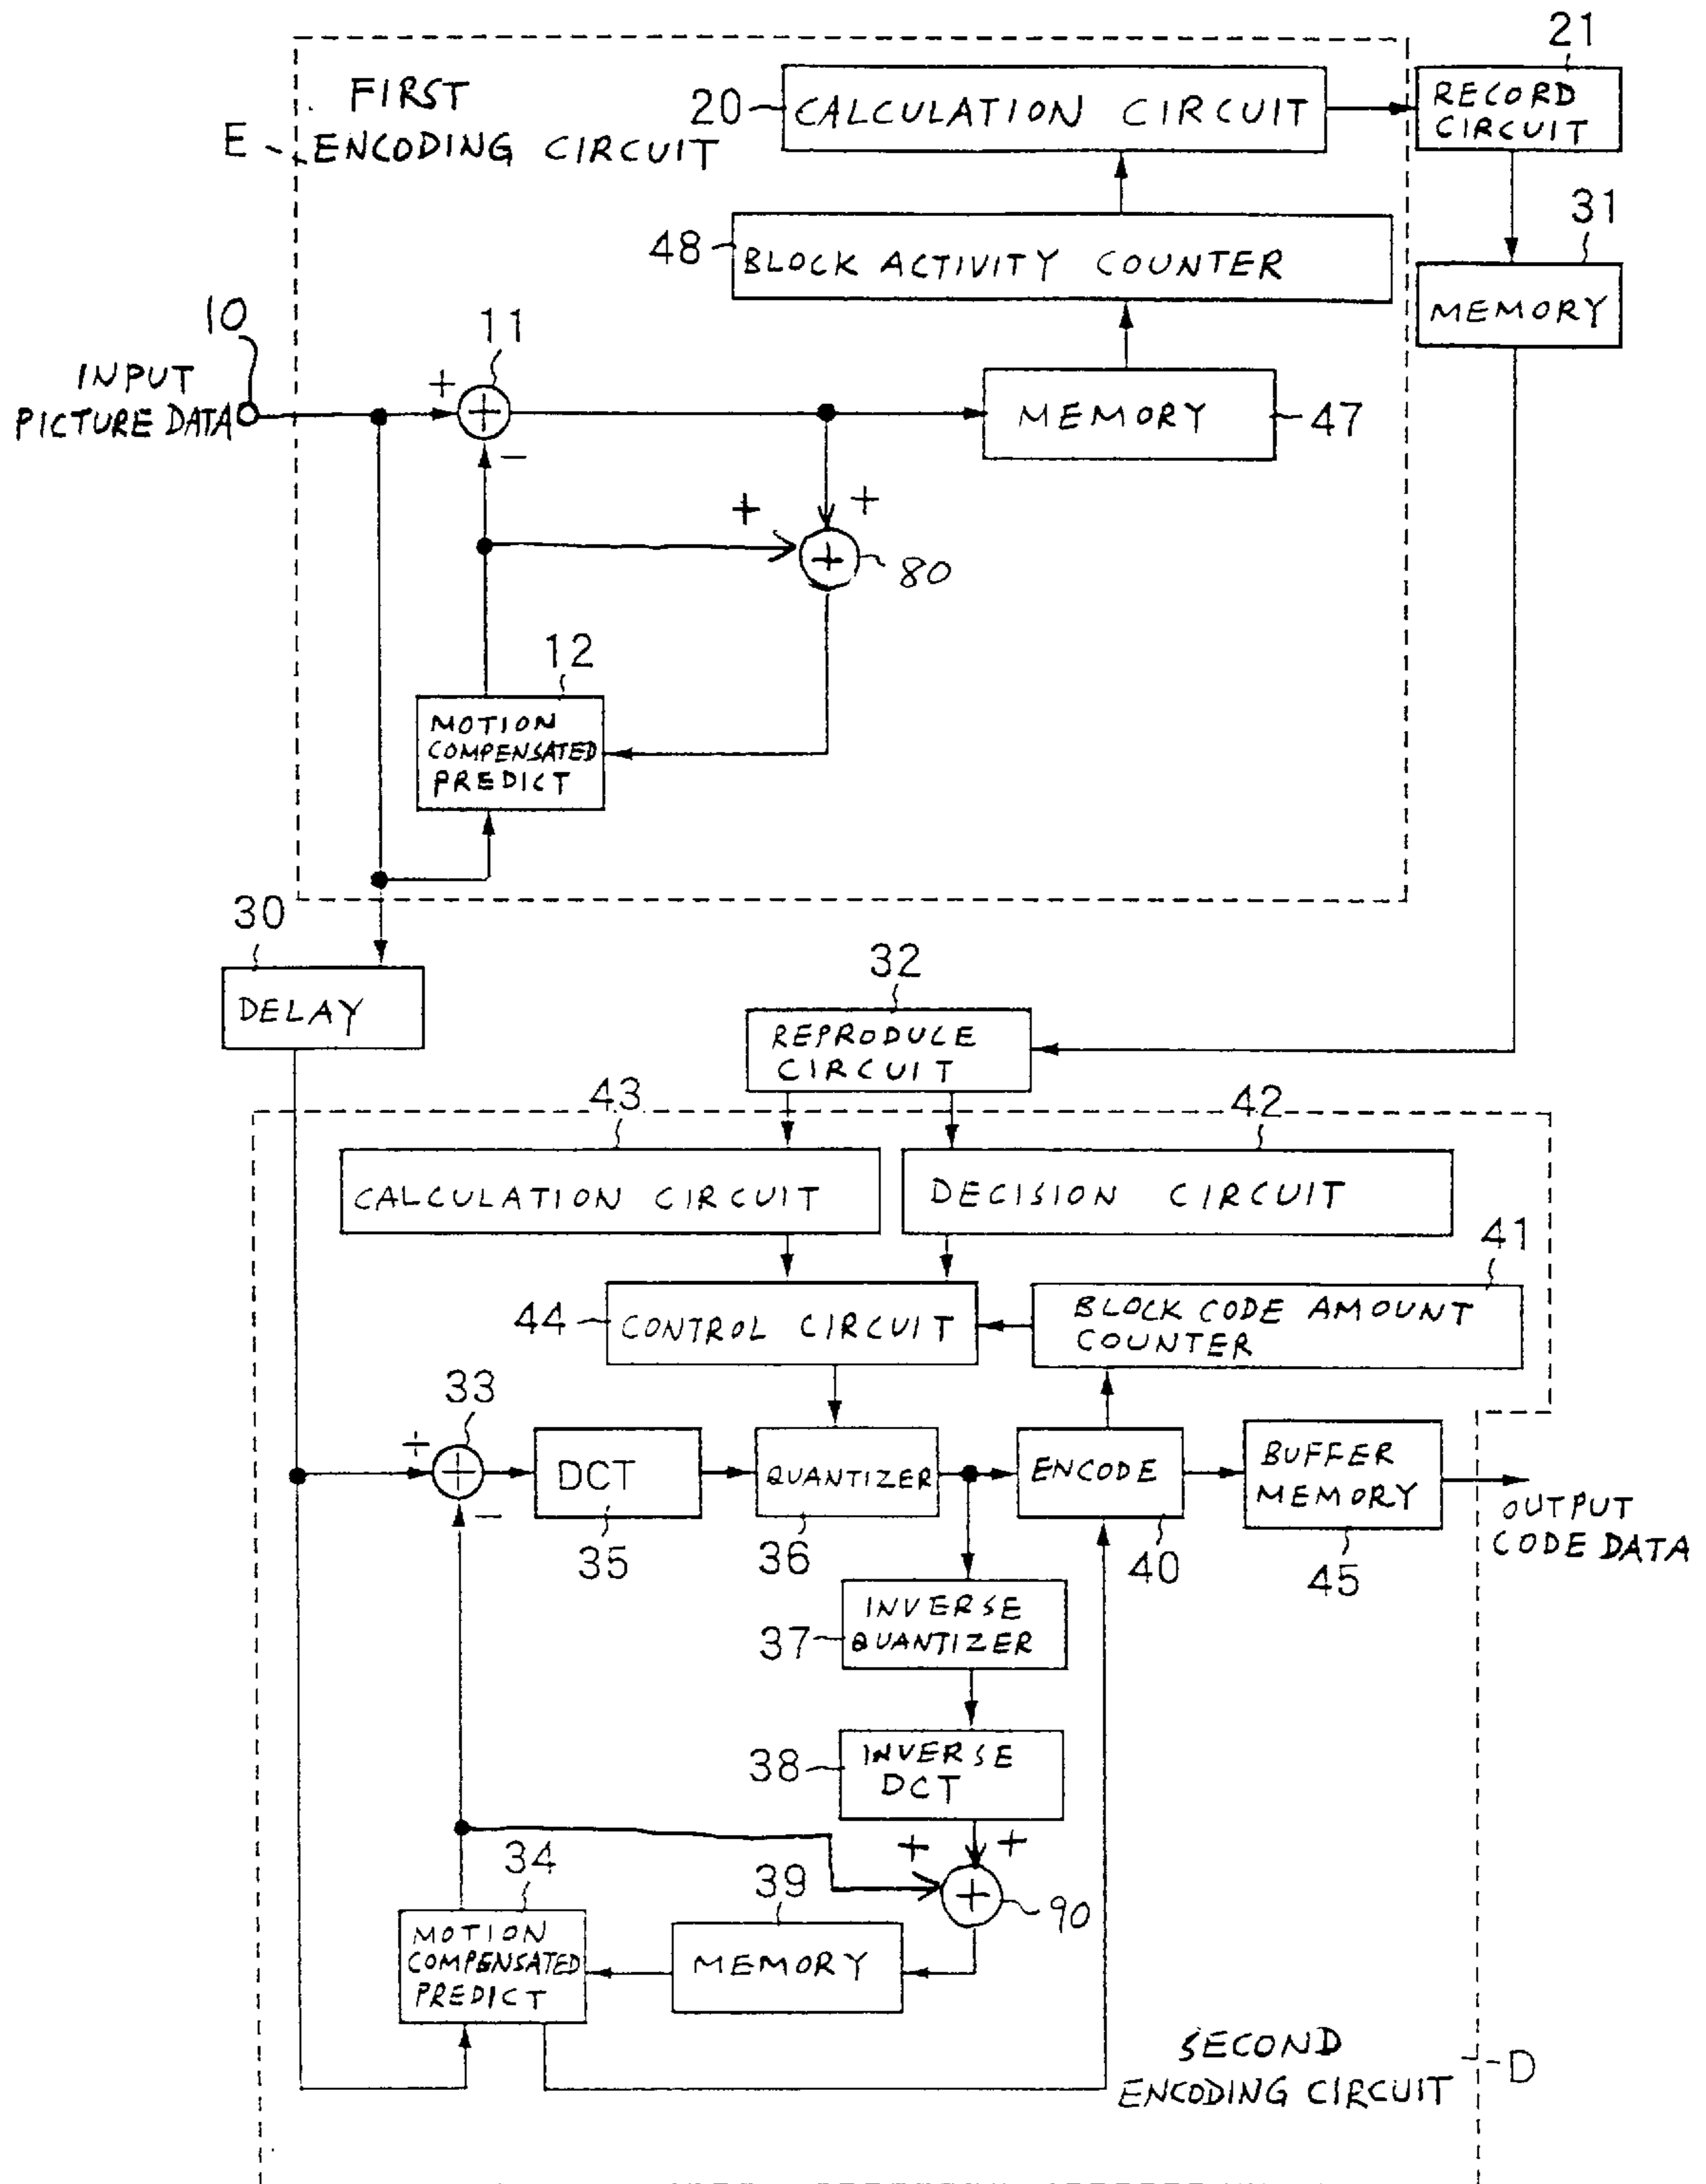 21
FIRST
E ENCODING CIRCUIT
20 CALCULATION CIRCUIT
RECORD
CIRCUIT
31
48 BLOCK ACTIVITY COUNTER
MEMORY
10
11
INPUT
PICTURE DATA
+
+
MEMORY
47
−
+
+
+
80
12
MOTION
COMPENSATED
PREDICT
30
DELAY
32
REPRODUCE
CIRCUIT
43
42
CALCULATION CIRCUIT
DECISION CIRCUIT
41
44 CONTROL CIRCUIT
BLOCK CODE AMOUNT
COUNTER
33
+
+
−
DCT
35
QUANTIZER
36
ENCODE
40
BUFFER
MEMORY
45
OUTPUT
CODE DATA
INVERSE
37 QUANTIZER
38 INVERSE
DCT
+
+
+
90
34
39
MOTION
COMPENSATED
PREDICT
MEMORY
SECOND
ENCODING CIRCUIT
D